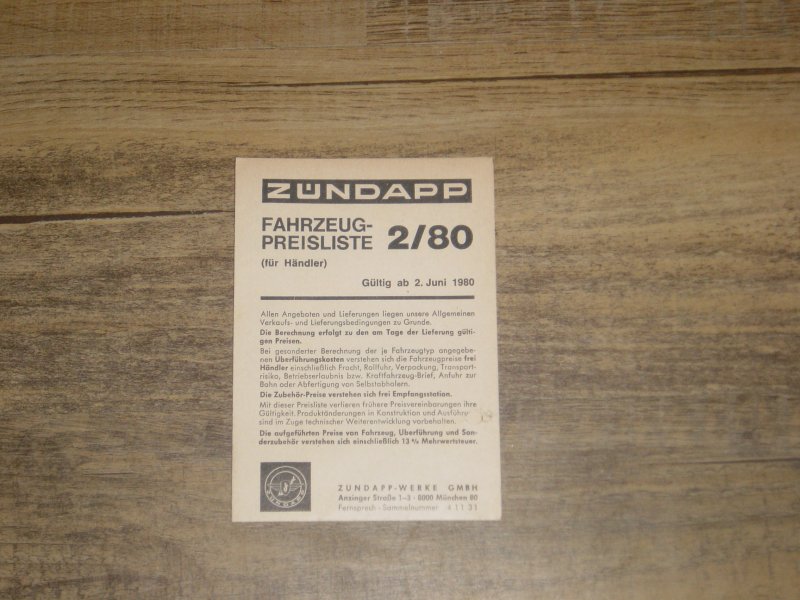 ZÜNDAPP
FAHRZEUG-
PREISLISTE 2/80
(für Händler)
Gültig ab 2. Juni 1980
Allen Angeboten und Lieferungen liegen unsere Allgemeinen
Verkaufs- und Lieferungsbedingungen zu Grunde.
Die Berechnung erfolgt zu den am Tage der Lieferung gülti-
gen Preisen.
Bei gesonderter Berechnung der je Fahrzeugtyp angegebe-
nen Überführungskosten verstehen sich die Fahrzeugpreise frei
Händler einschließlich Fracht, Rollfuhr, Verpackung, Transport-
risiko, Betriebserlaubnis bzw. Kraftfahrzeug-Brief, Anfuhr zur
Bahn oder Abfertigung von Selbstabholern.
Die Zubehör-Preise verstehen sich frei Empfangsstation.
Mit dieser Preisliste verlieren frühere Preisvereinbarungen ihre
Gültigkeit. Produktänderungen in Konstruktion und Ausführung
sind im Zuge technischer Weiterentwicklung vorbehalten.
Die aufgeführten Preise von Fahrzeug, Überführung und Son-
derzubehör verstehen sich einschließlich 13 % Mehrwertsteuer.
ZÜNDAPP
ZÜNDAPP-WERKE GMBH
Anzinger Straße 1-3 · 8000 München 80
Fernsprech - Sammelnummer 4 11 31